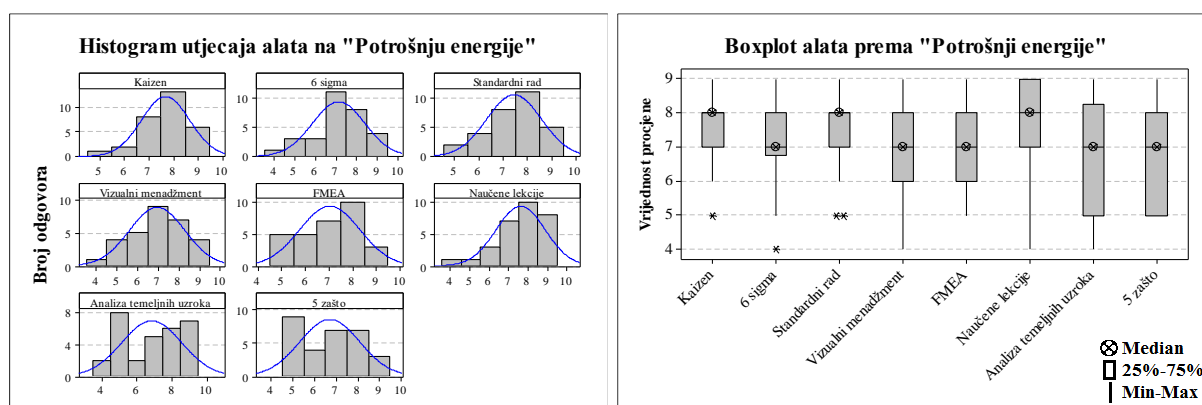 Histogram utjecaja alata na "Potrošnju energije"
Broj odgovora
Kaizen
10
5
0
5 6 7 8 9 10
6 sigma
10
5
0
4 5 6 7 8 9 10
Standardni rad
10
5
0
5 6 7 8 9 10
Vizualni menadžment
10
5
0
4 5 6 7 8 9 10
FMEA
10
5
0
4 5 6 7 8 9 10
Naučene lekcije
10
5
0
4 5 6 7 8 9 10
Analiza temeljnih uzroka
8
4
0
4 5 6 7 8 9 10
5 zašto
10
5
0
4 5 6 7 8 9 10
Boxplot alata prema "Potrošnji energije"
Vrijednost procjene
9
8
7
6
5
4
Kaizen
6 sigma
Standardni rad
Vizualni menadžment
FMEA
Naučene lekcije
Analiza temeljnih uzroka
5 zašto
Median
25%-75%
Min-Max